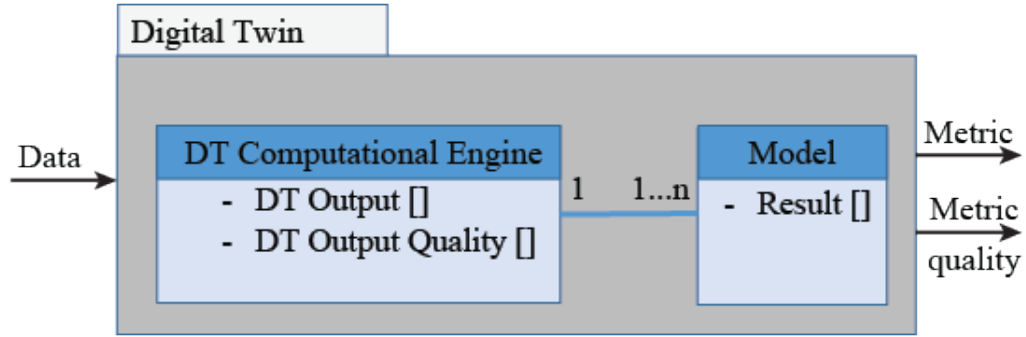 Digital Twin
Data
DT Computational Engine
- DT Output []
- DT Output Quality []
1
1...n
Model
- Result []
Metric
Metric
quality